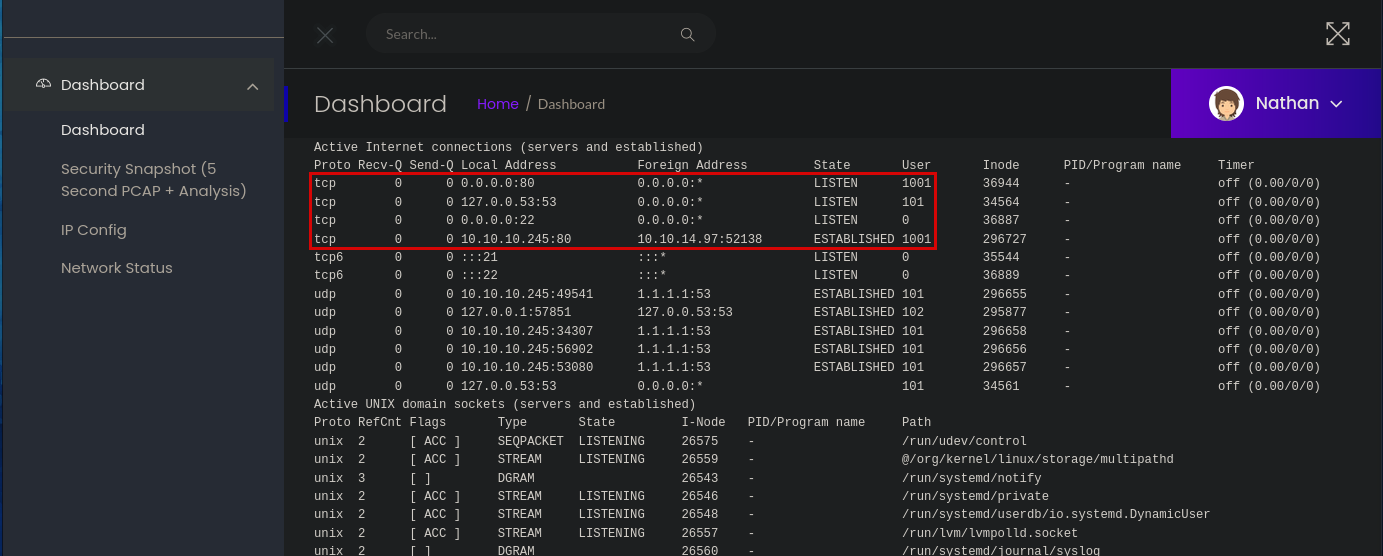 Search...
Dashboard
Dashboard
Security Snapshot (5
Second PCAP + Analysis)
IP Config
Network Status
Dashboard Home / Dashboard
Nathan
Active Internet connections (servers and established)
Proto Recv-Q Send-Q Local Address Foreign Address State User Inode PID/Program name Timer
tcp 0 0 0.0.0.0:80 0.0.0.0:* LISTEN 1001 36944 - off (0.00/0/0)
tcp 0 0 127.0.0.53:53 0.0.0.0:* LISTEN 101 34564 - off (0.00/0/0)
tcp 0 0 0.0.0.0:22 0.0.0.0:* LISTEN 0 36887 - off (0.00/0/0)
tcp 0 0 10.10.10.245:80 10.10.14.97:52138 ESTABLISHED 1001 296727 - off (0.00/0/0)
tcp6 0 0 :::21 :::* LISTEN 0 35544 - off (0.00/0/0)
tcp6 0 0 :::22 :::* LISTEN 0 36889 - off (0.00/0/0)
udp 0 0 10.10.10.245:49541 1.1.1.1:53 ESTABLISHED 101 296655 - off (0.00/0/0)
udp 0 0 127.0.0.1:57851 127.0.0.53:53 ESTABLISHED 102 295877 - off (0.00/0/0)
udp 0 0 10.10.10.245:34307 1.1.1.1:53 ESTABLISHED 101 296658 - off (0.00/0/0)
udp 0 0 10.10.10.245:56902 1.1.1.1:53 ESTABLISHED 101 296656 - off (0.00/0/0)
udp 0 0 10.10.10.245:53080 1.1.1.1:53 ESTABLISHED 101 296657 - off (0.00/0/0)
udp 0 0 127.0.0.53:53 0.0.0.0:* 101 34561 - off (0.00/0/0)
Active UNIX domain sockets (servers and established)
Proto RefCnt Flags Type State I-Node PID/Program name Path
unix 2 [ ACC ] SEQPACKET LISTENING 26575 - /run/udev/control
unix 2 [ ACC ] STREAM LISTENING 26559 - @/org/kernel/linux/storage/multipathd
unix 3 [ ] DGRAM 26543 - /run/systemd/notify
unix 2 [ ACC ] STREAM LISTENING 26546 - /run/systemd/private
unix 2 [ ACC ] STREAM LISTENING 26548 - /run/systemd/userdb/io.systemd.DynamicUser
unix 2 [ ACC ] STREAM LISTENING 26557 - /run/lvm/lvmpolld.socket
unix 2 [ ] DGRAM 26560 - /run/systemd/journal/syslog